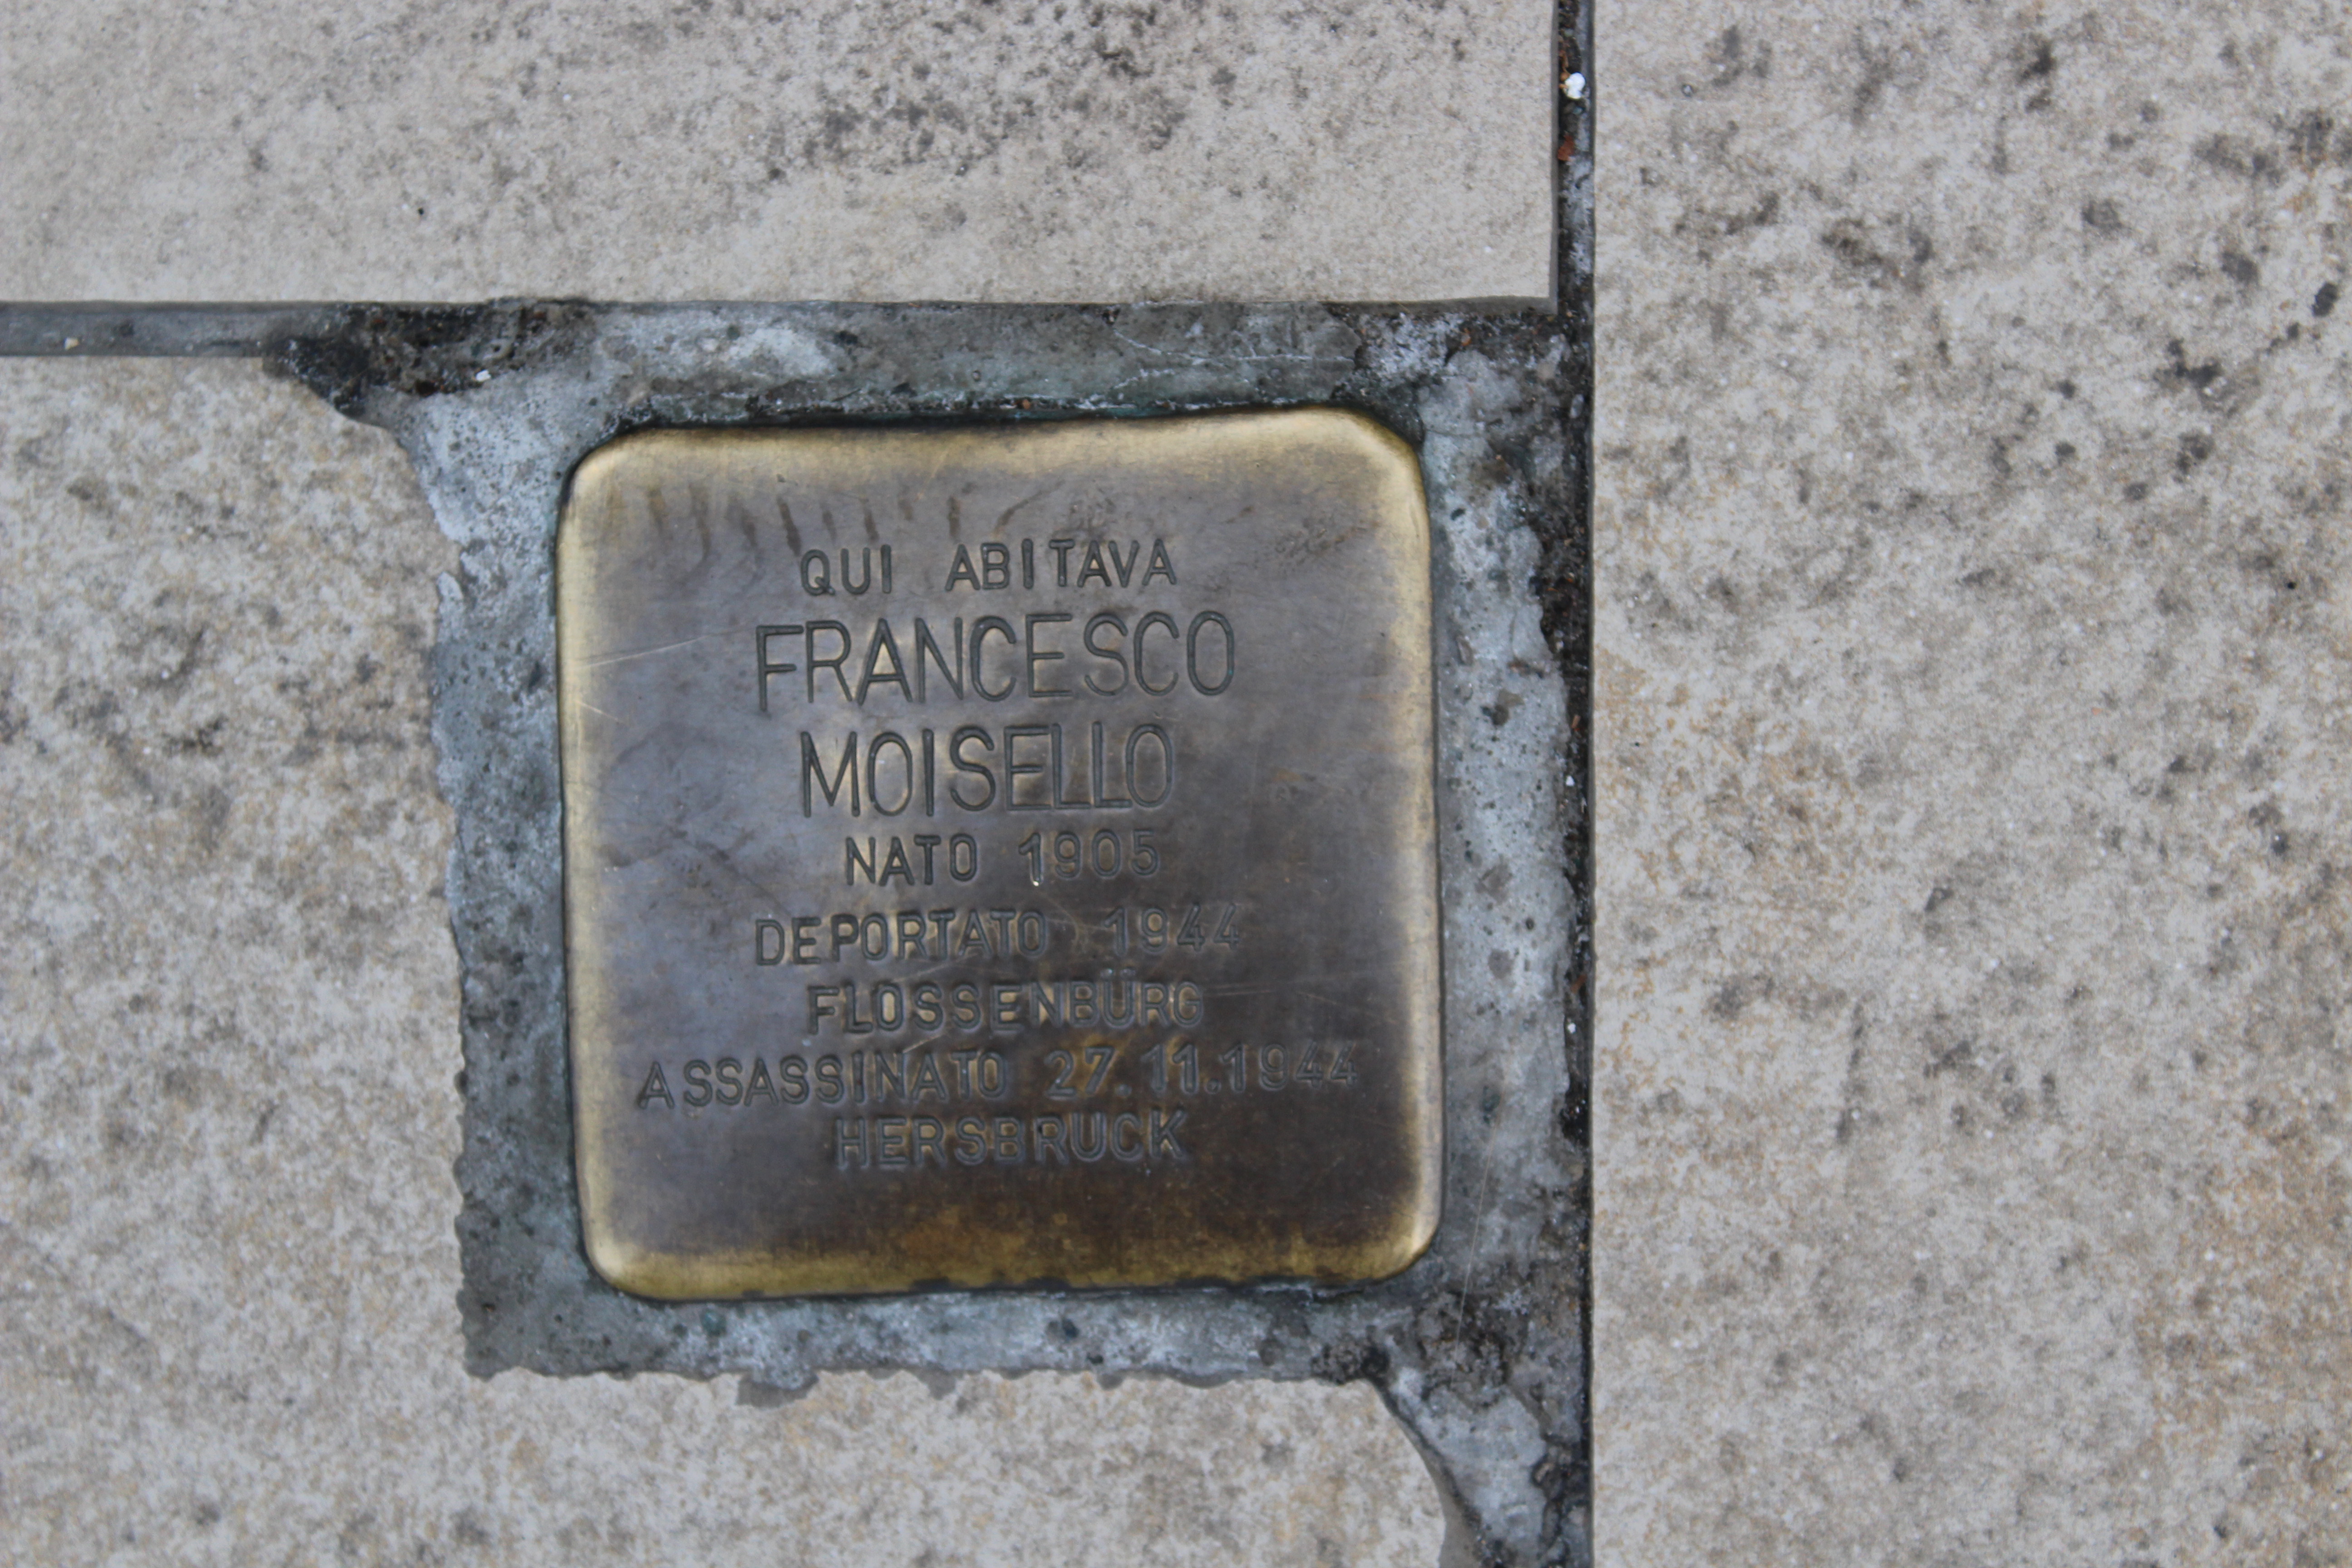 QUI ABITAVA
FRANCESCO
MOISELLO
NATO 1905
DEPORTATO 1944
FLOSSENBÜRG
ASSASSINATO 27.11.1944
HERSBRUCK